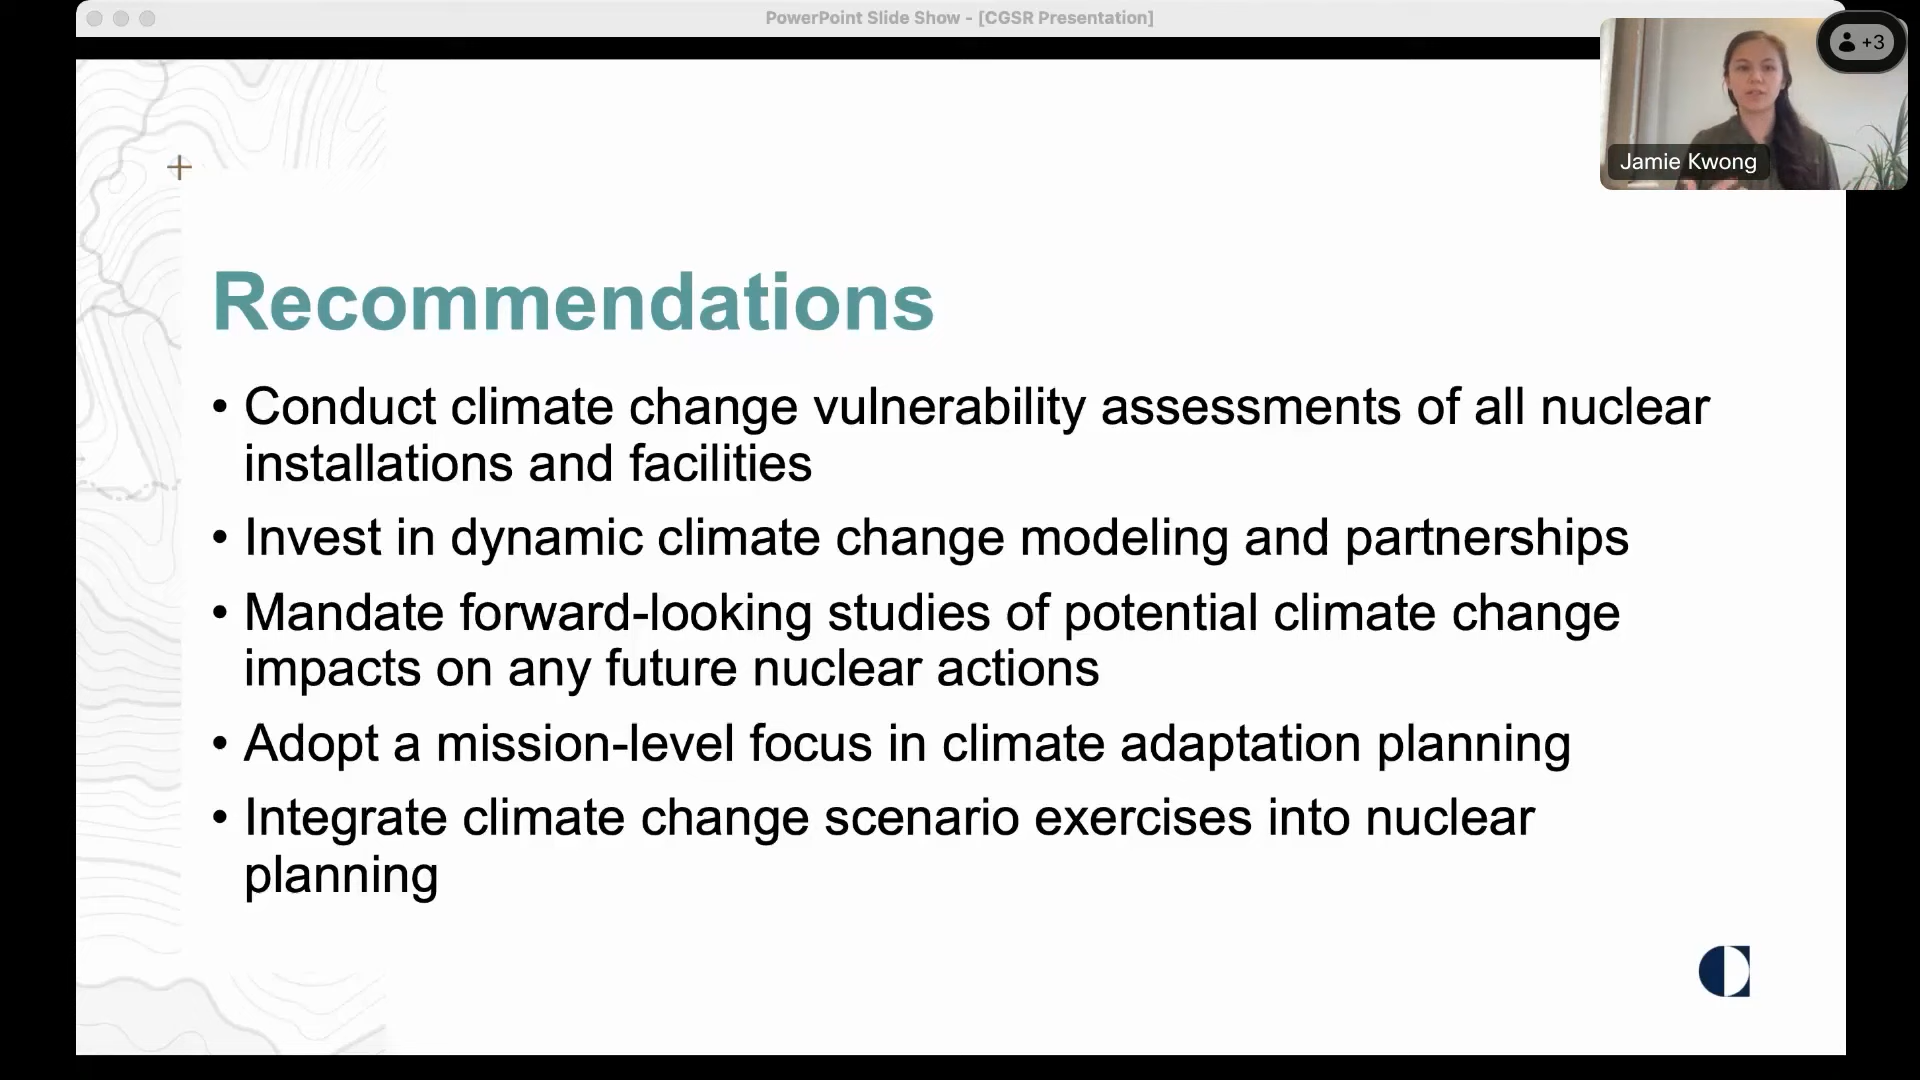 PowerPoint Slide Show - [CGSR Presentation]
+3
Jamie Kwong
Recommendations
• Conduct climate change vulnerability assessments of all nuclear
installations and facilities
• Invest in dynamic climate change modeling and partnerships
• Mandate forward-looking studies of potential climate change
impacts on any future nuclear actions
• Adopt a mission-level focus in climate adaptation planning
• Integrate climate change scenario exercises into nuclear
planning